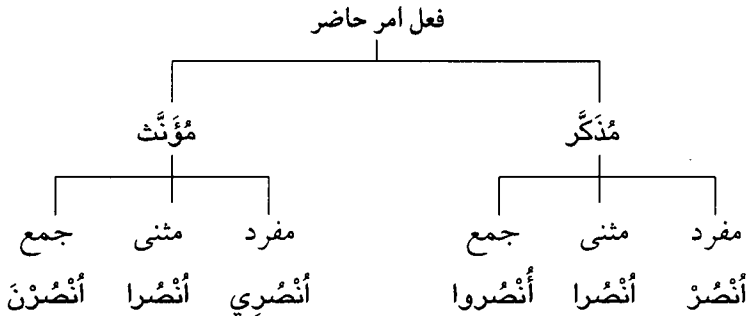 فعل امر حاضر
مُذَكَّر مُؤَنَّث
مفرد مثنى جمع مفرد مثنى جمع
اُنْصُرْ اُنْصُرا أُنْصُروا اُنْصُرِي اُنْصُرا اُنْصُرْنَ